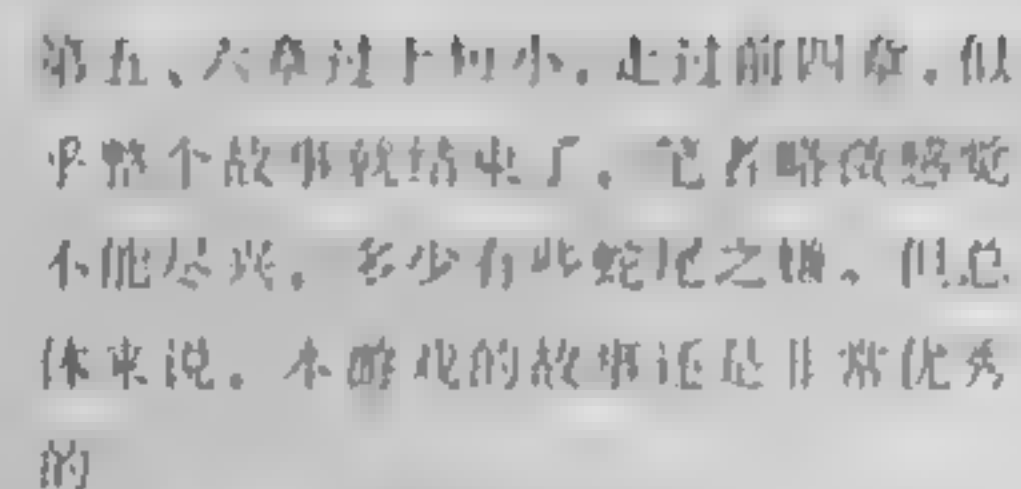 第五、六章过于短小，走过前四章，似
乎整个故事就结束了。笔者略微感觉
不能尽兴，多少有些蛇尾之嫌。但总
体来说，本 的故事还是非常优秀
的